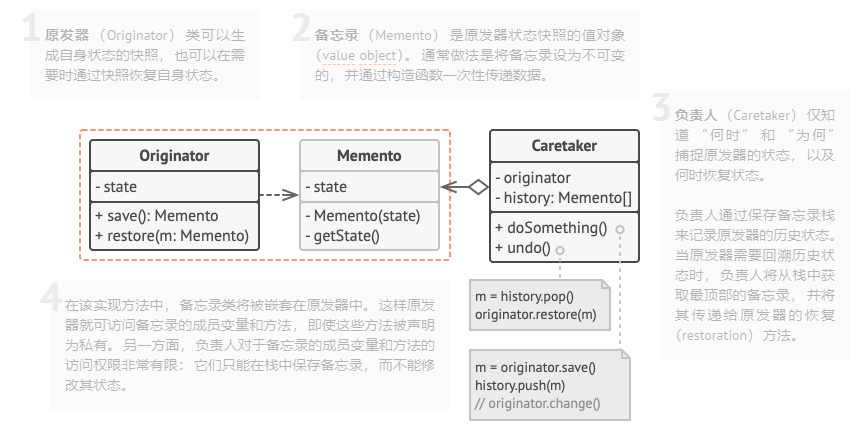 1
原发器 （Originator） 类可以生
成自身状态的快照，也可以在需
要时通过快照恢复自身状态。
2
备忘录 （Memento） 是原发器状态快照的值对象
（value object）。 通常做法是将备忘录设为不可变
的，并通过构造函数一次性传递数据。
3
负责人 （Caretaker） 仅知
道 “何时” 和 “为何”
捕捉原发器的状态，以及
何时恢复状态。
负责人通过保存备忘录栈
来记录原发器的历史状态。
当原发器需要回溯历史状
态时，负责人将从栈中获
取最顶部的备忘录，并将
其传递给原发器的恢复
（restoration） 方法。
Originator
- state
+ save(): Memento
+ restore(m: Memento)
Memento
- state
- Memento(state)
- getState()
Caretaker
- originator
- history: Memento[]
+ doSomething()
+ undo()
m = history.pop()
originator.restore(m)
m = originator.save()
history.push(m)
// originator.change()
4
在该实现方法中，备忘录类将被嵌套在原发器中。 这样原发
器就可访问备忘录的成员变量和方法，即使这些方法被声明
为私有。 另一方面，负责人对于备忘录的成员变量和方法的
访问权限非常有限： 它们只能在栈中保存备忘录，而不能修
改其状态。